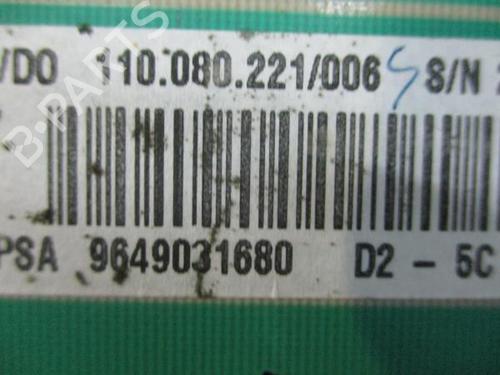 /DO 110.080.221/006 S/N
PSA 9649031680 D2 - 5C
B-PARTS